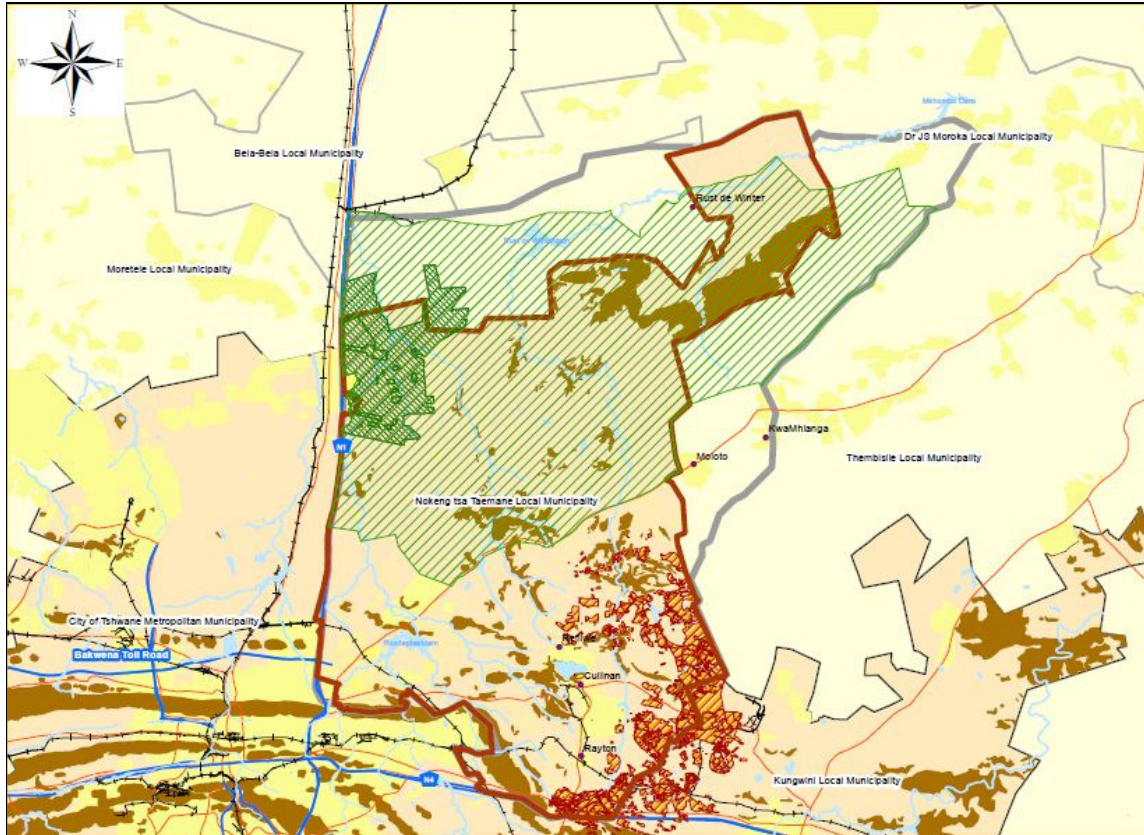 N
W E
S
Mkhombo Dam
Dr JS Moroka Local Municipality
Bela-Bela Local Municipality
Rust de Winter
Moretele Local Municipality
KwaMhlanga
N1
Thembisile Local Municipality
Moloto
Nokeng tsa Taemane Local Municipality
City of Tshwane Metropolitan Municipality
Roodeplaatdam
Refilwe
Bakwena Toll Road
Cullinan
Rayton
N4
Kungwini Local Municipality